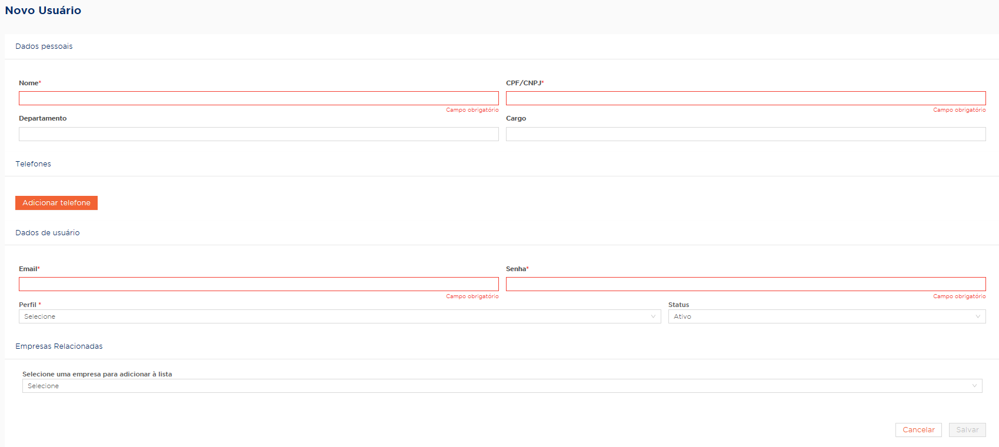 Novo Usuário
Dados pessoais
Nome*
CPF/CNPJ*
Campo obrigatório
Campo obrigatório
Departamento
Cargo
Telefones
Adicionar telefone
Dados de usuário
Email*
Senha*
Campo obrigatório
Campo obrigatório
Perfil *
Status
Selecione
Ativo
Empresas Relacionadas
Selecione uma empresa para adicionar à lista
Selecione
Cancelar
Salvar